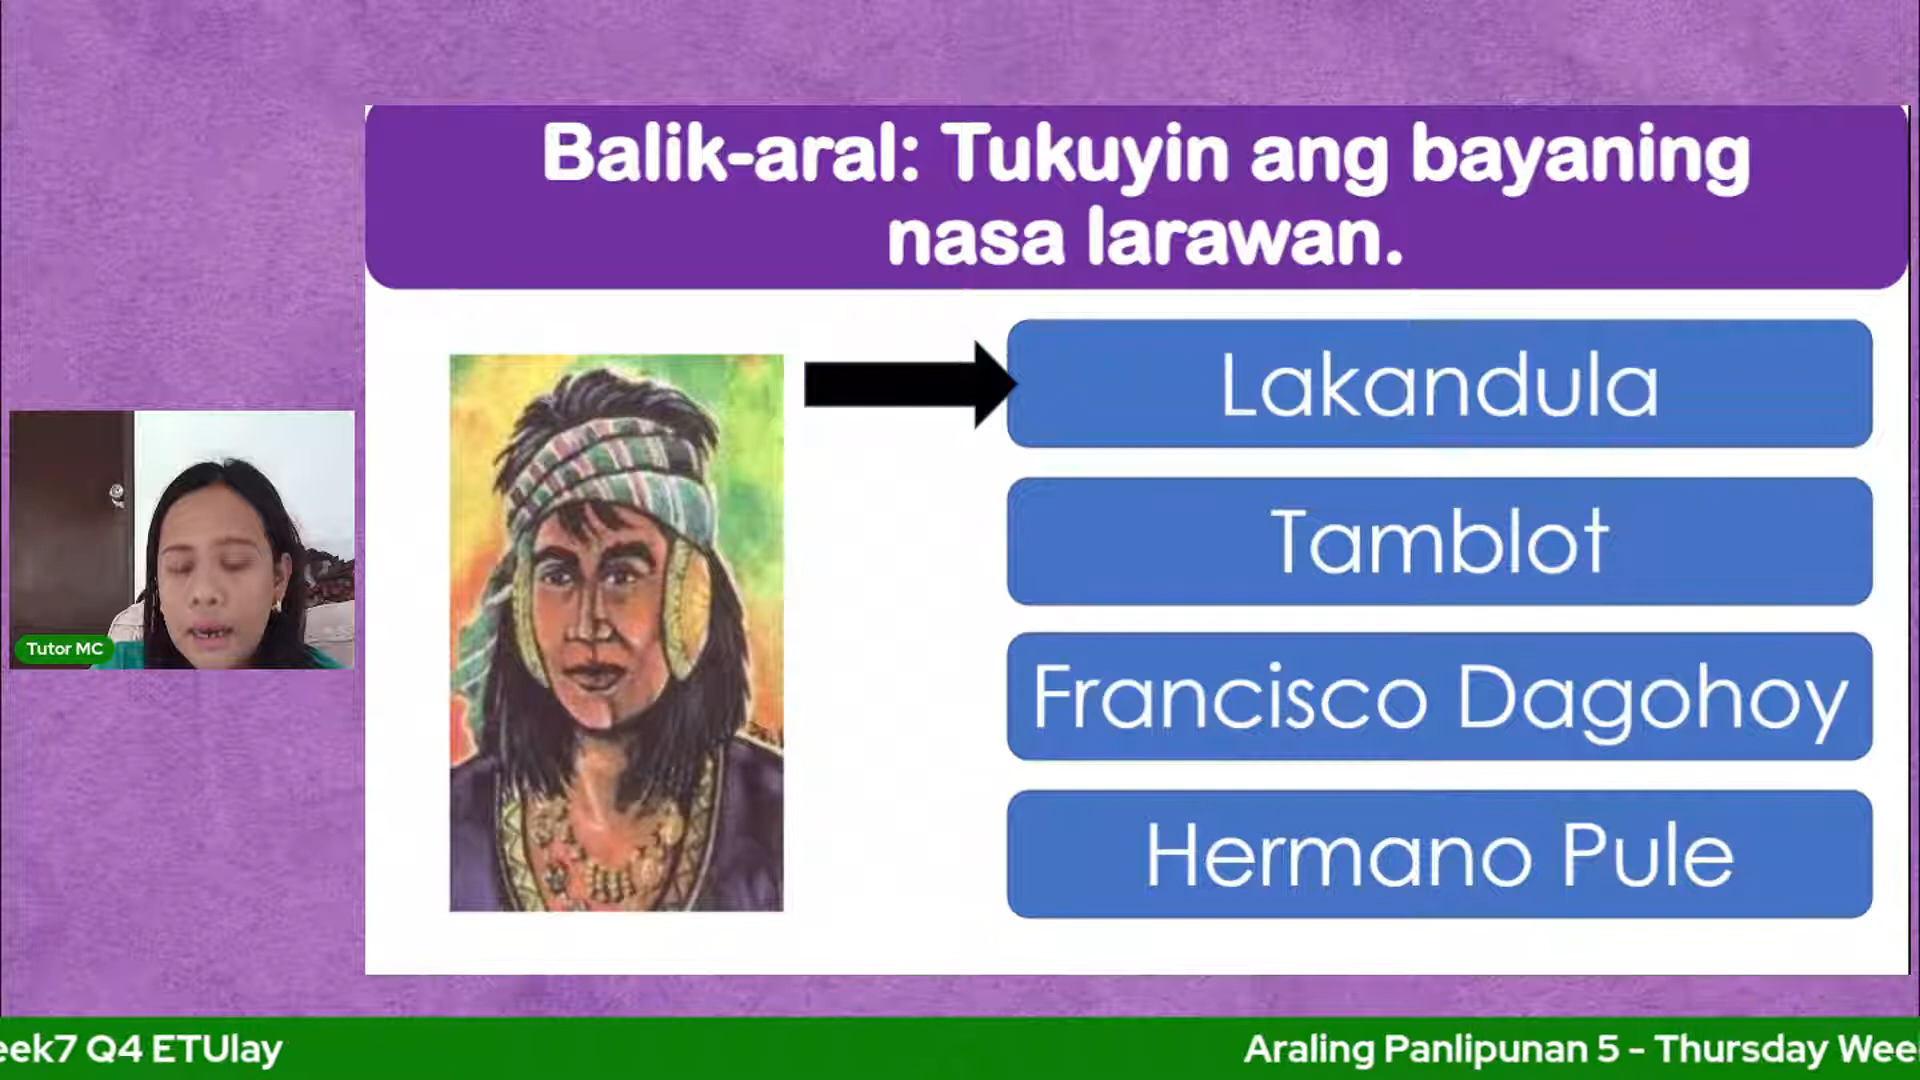 Balik-aral: Tukuyin ang bayaning
nasa larawan.
Lakandula
Tamblot
Francisco Dagohoy
Hermano Pule
Tutor MC
eek7 Q4 ETUlay
Araling Panlipunan 5 - Thursday Wee